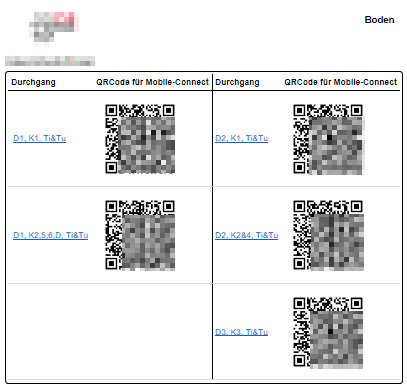 Boden
Durchgang QRCode für Mobile-Connect Durchgang QRCode für Mobile-Connect
D1, K1, Ti&Tu D2, K1, Ti&Tu
D1, K2,5,6,D, Ti&Tu D2, K2&4, Ti&Tu
D3, K3, Ti&Tu